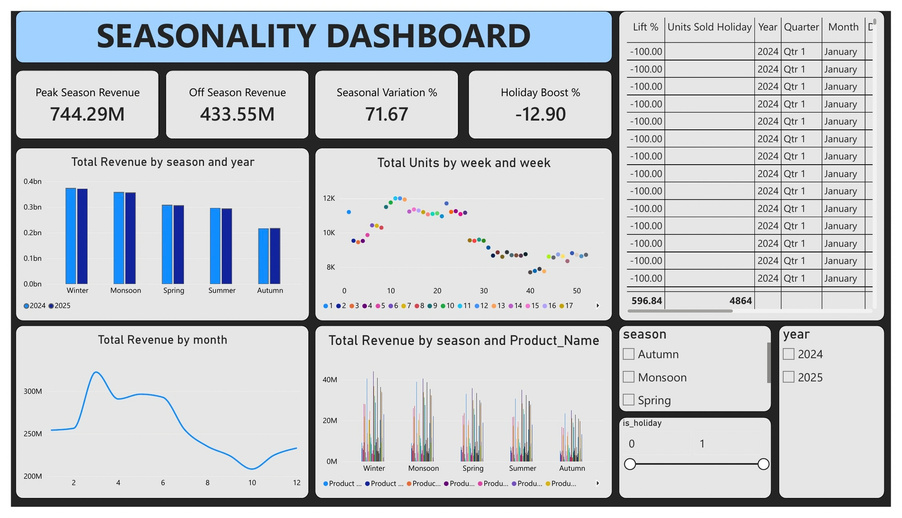 SEASONALITY DASHBOARD
Peak Season Revenue
744.29M
Off Season Revenue
433.55M
Seasonal Variation %
71.67
Holiday Boost %
-12.90
Lift % Units Sold Holiday Year Quarter Month
-100.00 2024 Qtr 1 January
-100.00 2024 Qtr 1 January
-100.00 2024 Qtr 1 January
-100.00 2024 Qtr 1 January
-100.00 2024 Qtr 1 January
-100.00 2024 Qtr 1 January
-100.00 2024 Qtr 1 January
-100.00 2024 Qtr 1 January
-100.00 2024 Qtr 1 January
-100.00 2024 Qtr 1 January
-100.00 2024 Qtr 1 January
-100.00 2024 Qtr 1 January
-100.00 2024 Qtr 1 January
-100.00 2024 Qtr 1 January
596.84 4864
Total Revenue by season and year
0.4bn
0.3bn
0.2bn
0.1bn
0.0bn
Winter Monsoon Spring Summer Autumn
2024 2025
Total Units by week and week
12K
10K
8K
0 10 20 30 40 50
1 2 3 4 5 6 7 8 9 10 11 12 13 14 15 16 17
Total Revenue by month
300M
250M
200M
2 4 6 8 10 12
Total Revenue by season and Product_Name
40M
20M
0M
Winter Monsoon Spring Summer Autumn
Product ... Product ... Produc... Produ... Produ... Produ... Produ...
season
Autumn
Monsoon
Spring
year
2024
2025
is_holiday
0 1